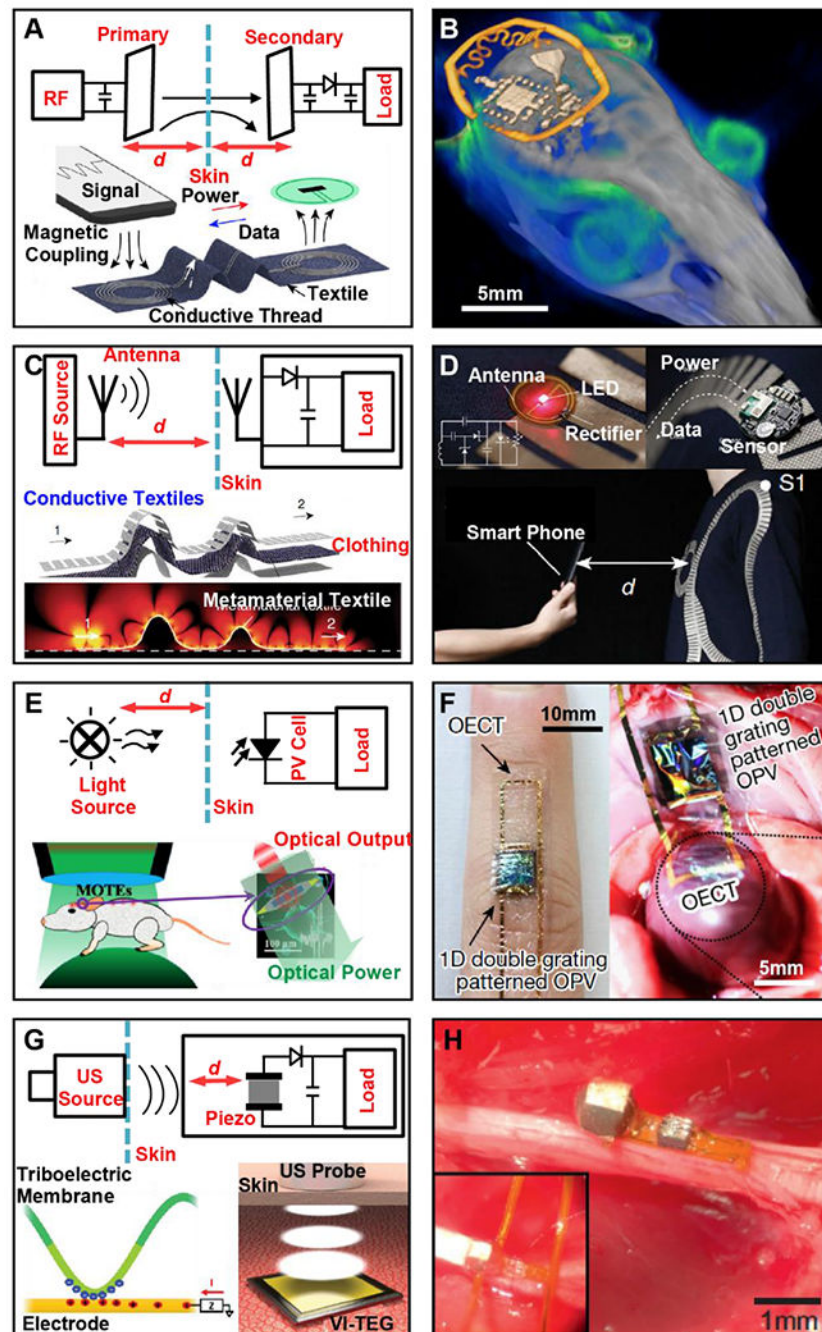 A
Primary
Secondary
RF
Load
d
d
Skin
Signal
Power
Data
Magnetic
Coupling
Textile
Conductive Thread
B
5mm
C
Antenna
RF Source
d
Load
Skin
Conductive Textiles
1
2
Clothing
Metamaterial Textile
1
2
D
Antenna
LED
Rectifier
Power
Data
Sensor
S1
Smart Phone
d
E
d
Light
Source
Skin
PV Cell
Load
MOTEs
Optical Output
100 µm
Optical Power
F
10mm
OECT
1D double grating
patterned OPV
1D double
grating
patterned
OPV
OECT
5mm
G
US
Source
d
Skin
Piezo
Load
Triboelectric
Membrane
I
Z
Electrode
US Probe
Skin
VI-TEG
H
1mm